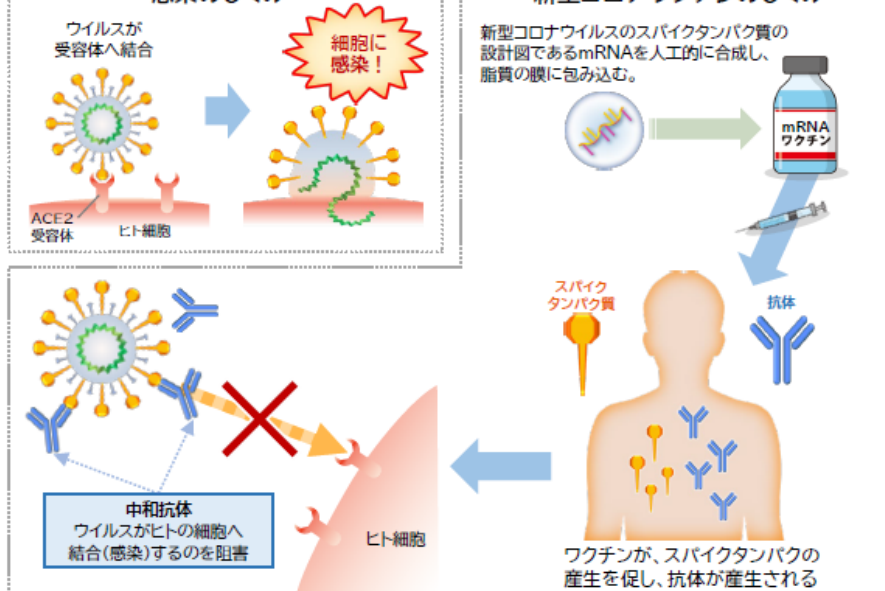 ウイルスが
受容体へ結合
細胞に
感染！
ACE2
受容体
ヒト細胞
新型コロナウイルスのスパイクタンパク質の
設計図であるmRNAを人工的に合成し、
脂質の膜に包み込む。
mRNA
ワクチン
スパイク
タンパク質
抗体
ワクチンが、スパイクタンパクの
産生を促し、抗体が産生される
中和抗体
ウイルスがヒトの細胞へ
結合(感染)するのを阻害
ヒト細胞